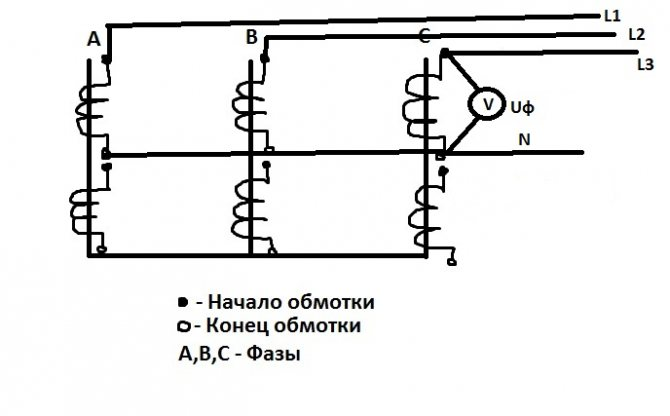 L1
A B C L2
L3
V Uф
N
- Начало обмотки
- Конец обмотки
А,В,С - Фазы